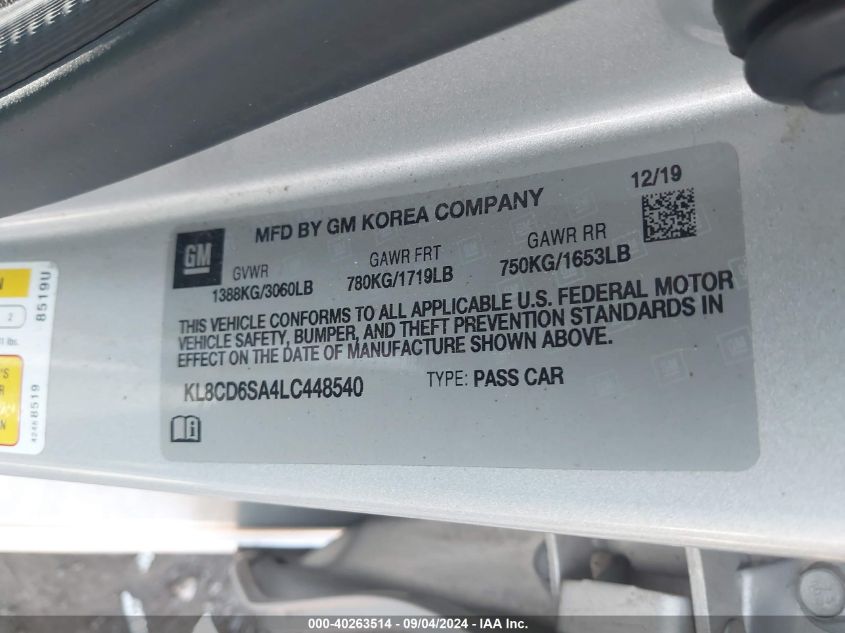 12/19
MFD BY GM KOREA COMPANY
GM
GVWR GAWR FRT GAWR RR
1388KG/3060LB 780KG/1719LB 750KG/1653LB
THIS VEHICLE CONFORMS TO ALL APPLICABLE U.S. FEDERAL MOTOR
VEHICLE SAFETY, BUMPER, AND THEFT PREVENTION STANDARDS IN
EFFECT ON THE DATE OF MANUFACTURE SHOWN ABOVE.
KL8CD6SA4LC448540 TYPE: PASS CAR
N
2
lbs.
8519U
'S
R
N
8519
000-40263514 - 09/04/2024 - IAA Inc.